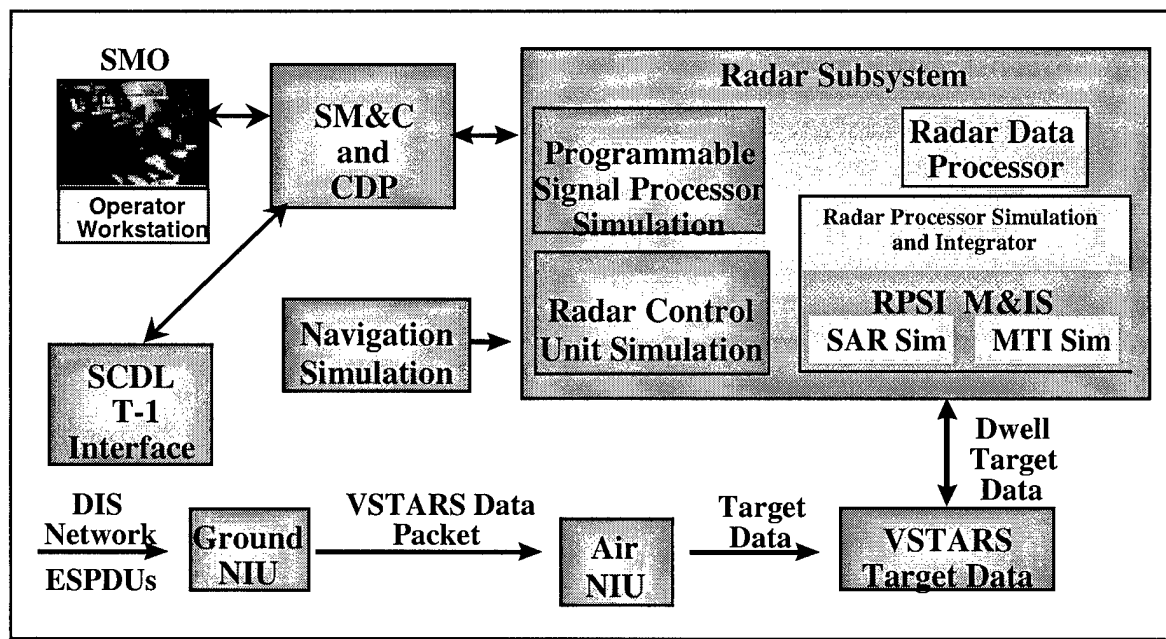 SMO
Operator
Workstation
SM&C
and
CDP
Radar Subsystem
Programmable
Signal Processor
Simulation
Radar Data
Processor
Radar Processor Simulation
and Integrator
RPSI M&IS
SAR Sim
MTI Sim
Radar Control
Unit Simulation
Navigation
Simulation
SCDL
T-1
Interface
Dwell
Target
Data
DIS
Network
ESPDUs
Ground
NIU
VSTARS Data
Packet
Air
NIU
Target
Data
VSTARS
Target Data